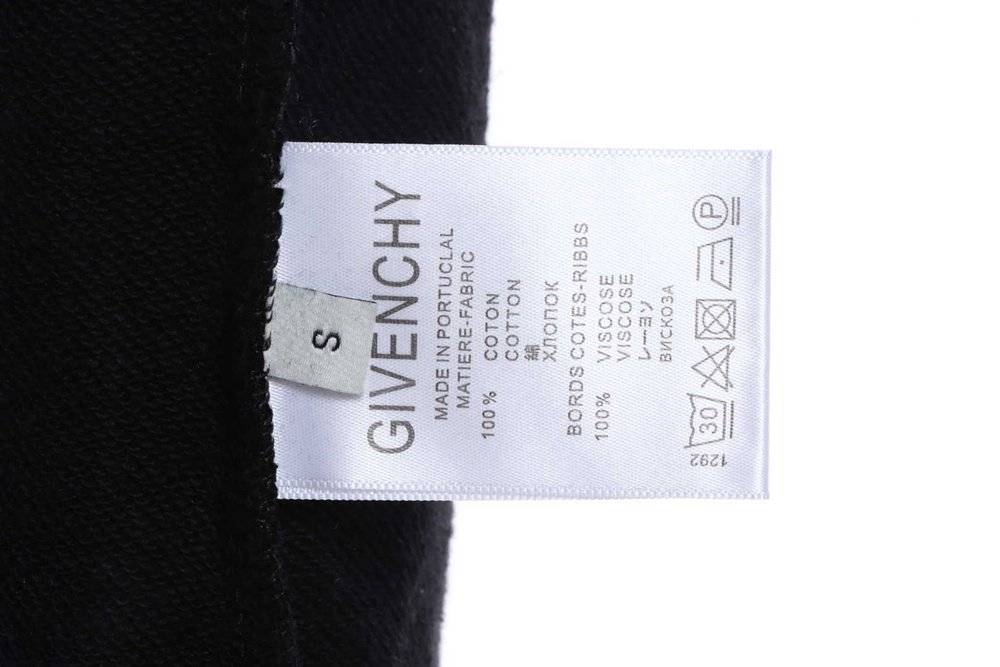 GIVENCHY
S
MADE IN PORTUCLAL
MATIERE-FABRIC
100% COTON
COTTON
綿
ХЛОПОК
BORDS COTES-RIBBS
100% VISCOSE
VISCOSE
レーヨン
ВИСКОЗА
30 P
1292